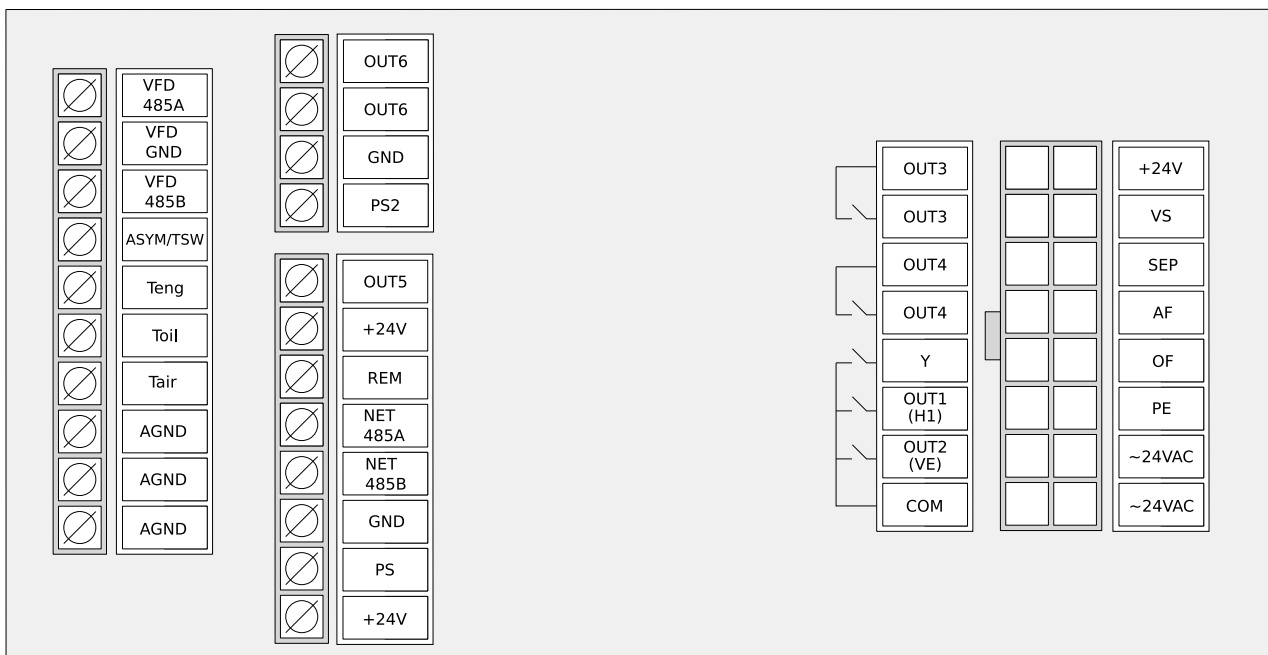 VFD
485A
VFD
GND
VFD
485B
ASYM/TSW
Teng
Toil
Tair
AGND
AGND
AGND
OUT6
OUT6
GND
PS2
OUT5
+24V
REM
NET
485A
NET
485B
GND
PS
+24V
OUT3
OUT3
OUT4
OUT4
Y
OUT1
(H1)
OUT2
(VE)
COM
+24V
VS
SEP
AF
OF
PE
~24VAC
~24VAC